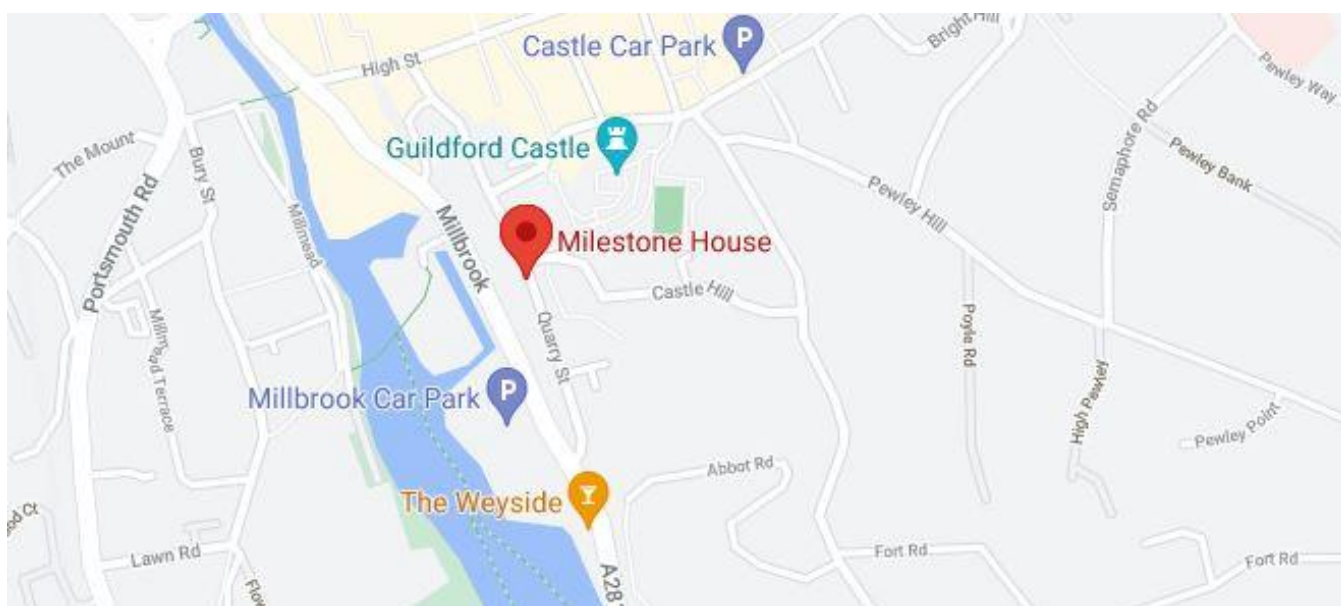 Castle Car Park
P
Bright Hill
High St
Pewley Way
Semaphore Rd
The Mount
Guildford Castle
Bury St
Pewley Bank
Portsmouth Rd
Millmead
Millbrook
Pewley Hill
Milestone House
Castle Hill
Quarry St
Poyle Rd
Millmead Terrace
Millbrook Car Park
P
High Pewley
Pewley Point
Abbot Rd
The Weyside
Lawn Rd
Fort Rd
Fort Rd
A281